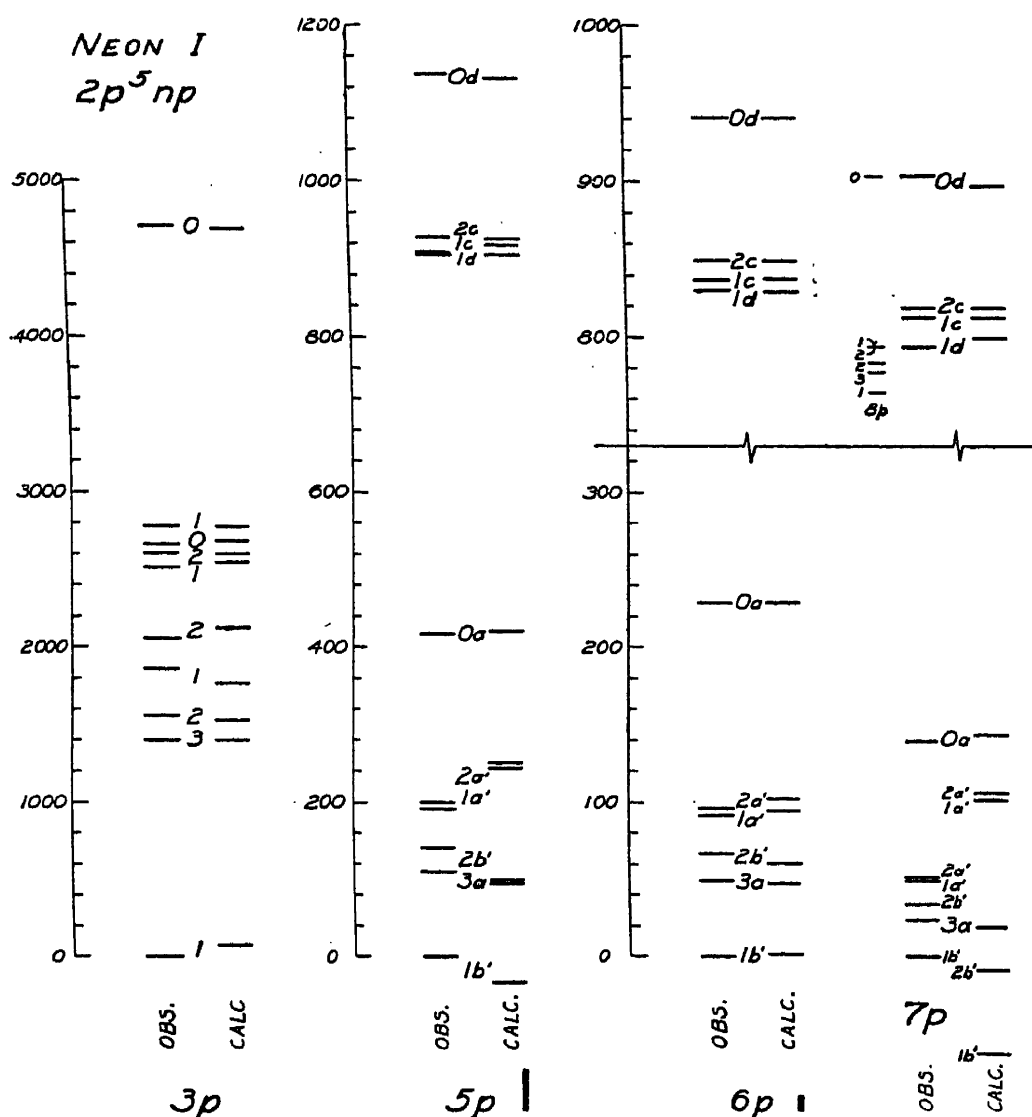 NEON I
2p⁵np
5000
4000
3000
2000
1000
0
0
1
0
2
1
2
1
2
3
1
OBS.
CALC.
3p
1200
1000
800
600
400
200
0
0d
2c
1c
1d
0a
2a'
1a'
2b'
3a
1b'
OBS.
CALC.
5p
1000
900
800
300
200
100
0
0d
2c
1c
1d
0a
2a'
1a'
2b'
3a
1b'
OBS.
CALC.
6p
0
8p
0d
2c
1c
1d
0a
2a'
1a'
2a'
1a'
2b'
3a
1b'
2b'
7p
1b'
OBS.
CALC.